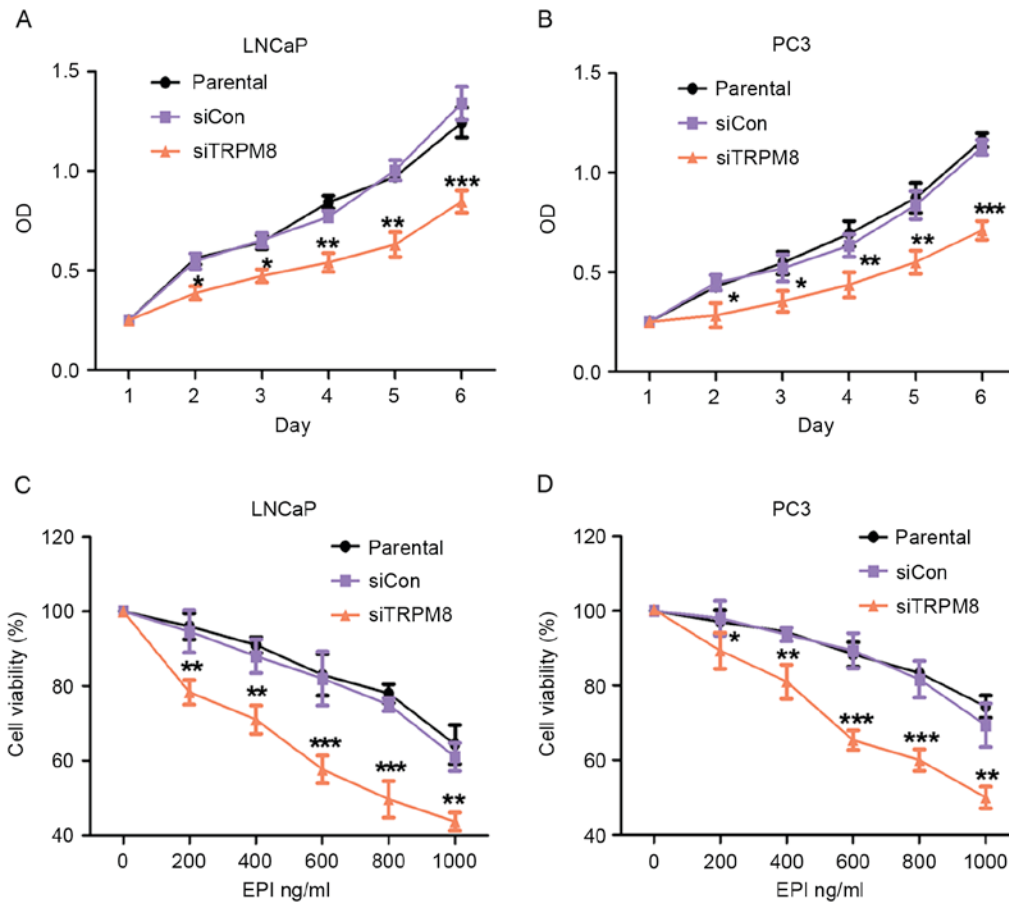 A
LNCaP
Parental
siCon
siTRPM8
1.5
1.0
0.5
0.0
OD
*
*
**
**
***
1 2 3 4 5 6
Day
B
PC3
Parental
siCon
siTRPM8
1.5
1.0
0.5
0.0
OD
*
*
**
**
***
1 2 3 4 5 6
Day
C
LNCaP
Parental
siCon
siTRPM8
120
100
80
60
40
Cell viability (%)
**
**
***
***
**
0 200 400 600 800 1000
EPI ng/ml
D
PC3
Parental
siCon
siTRPM8
120
100
80
60
40
Cell viability (%)
*
**
***
***
**
0 200 400 600 800 1000
EPI ng/ml